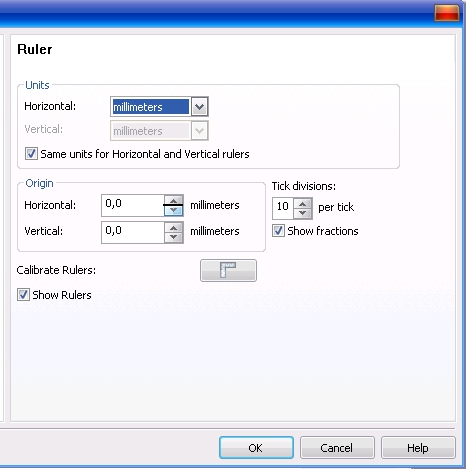 Ruler
Units
Horizontal: millimeters
Vertical: millimeters
Same units for Horizontal and Vertical rulers
Origin
Horizontal: 0,0 millimeters
Vertical: 0,0 millimeters
Tick divisions:
10 per tick
Show fractions
Calibrate Rulers:
Show Rulers
OK Cancel Help